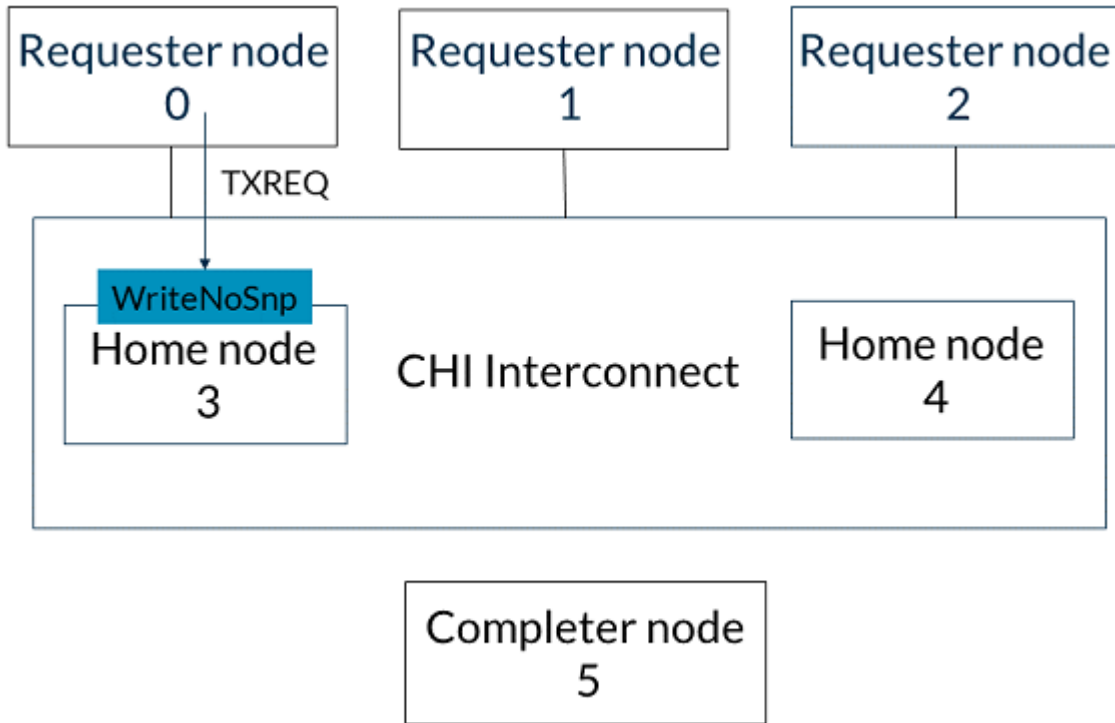 Requester node
0
Requester node
1
Requester node
2
TXREQ
WriteNoSnp
Home node
3
CHI Interconnect
Home node
4
Completer node
5